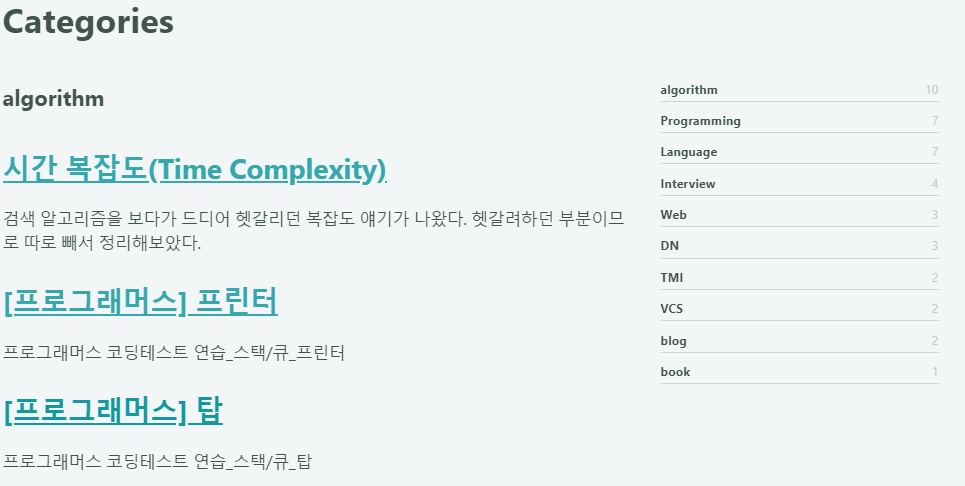 Categories
algorithm
시간 복잡도(Time Complexity)
검색 알고리즘을 보다가 드디어 헷갈리던 복잡도 얘기가 나왔다. 헷갈려하던 부분이므
로 따로 빼서 정리해보았다.
[프로그래머스] 프린터
프로그래머스 코딩테스트 연습_스택/큐_프린터
[프로그래머스] 탑
프로그래머스 코딩테스트 연습_스택/큐_탑
algorithm 10
Programming 7
Language 7
Interview 4
Web 3
DN 3
TMI 2
VCS 2
blog 2
book 1